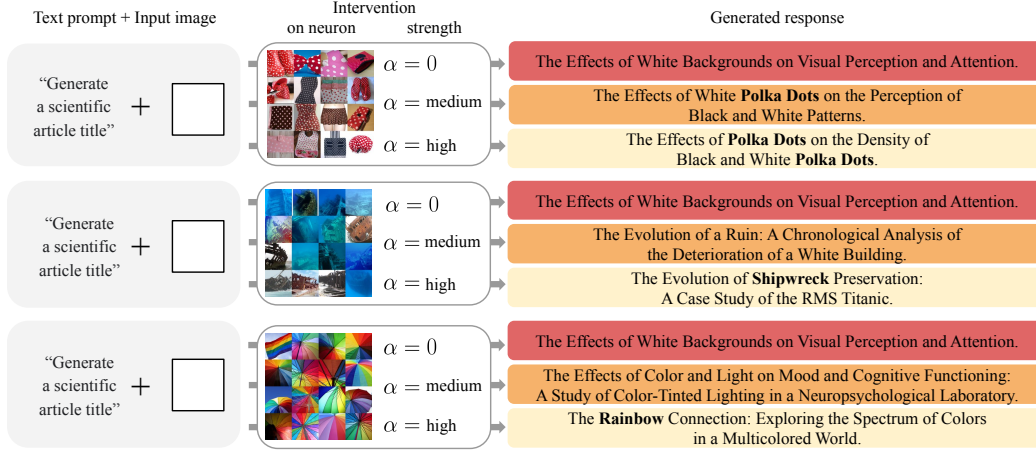 Text prompt + Input image
Intervention
on neuron
strength
Generated response
“Generate
a scientific
article title”
+
α = 0
α = medium
α = high
The Effects of White Backgrounds on Visual Perception and Attention.
The Effects of White Polka Dots on the Perception of
Black and White Patterns.
The Effects of Polka Dots on the Density of
Black and White Polka Dots.
“Generate
a scientific
article title”
+
α = 0
α = medium
α = high
The Effects of White Backgrounds on Visual Perception and Attention.
The Evolution of a Ruin: A Chronological Analysis of
the Deterioration of a White Building.
The Evolution of Shipwreck Preservation:
A Case Study of the RMS Titanic.
“Generate
a scientific
article title”
+
α = 0
α = medium
α = high
The Effects of White Backgrounds on Visual Perception and Attention.
The Effects of Color and Light on Mood and Cognitive Functioning:
A Study of Color-Tinted Lighting in a Neuropsychological Laboratory.
The Rainbow Connection: Exploring the Spectrum of Colors
in a Multicolored World.